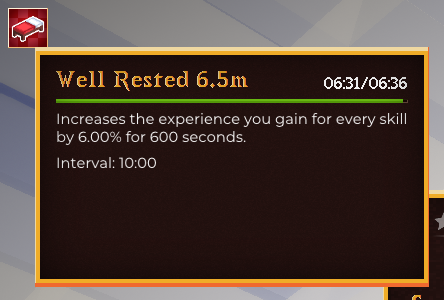 Well Rested 6.5m
06:31/06:36
Increases the experience you gain for every skill
by 6.00% for 600 seconds.
Interval: 10:00